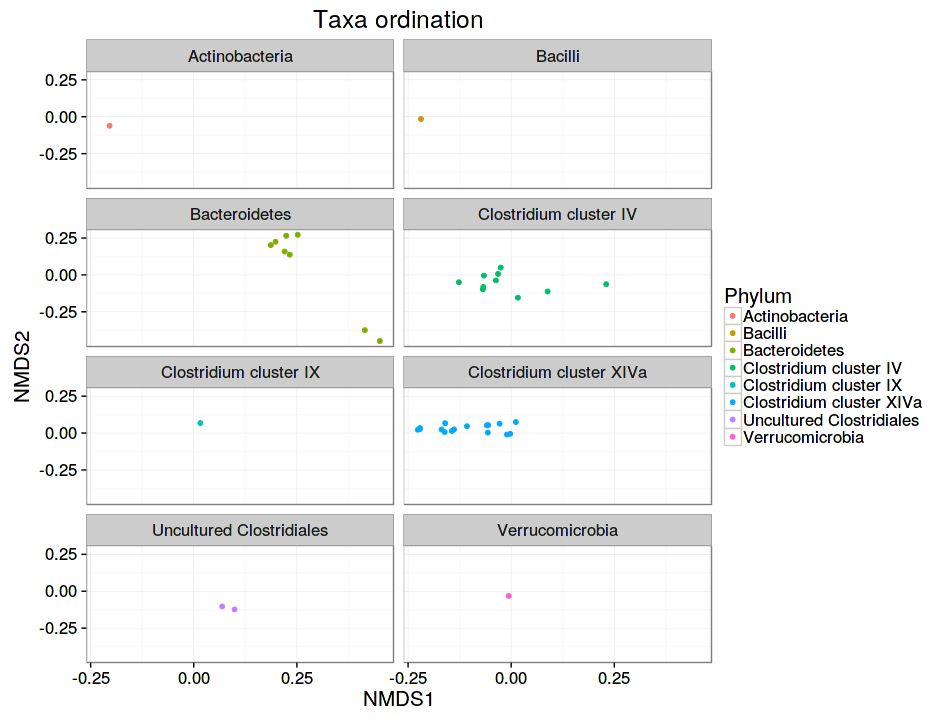 Taxa ordination
Actinobacteria
Bacilli
0.25
0.00
-0.25
Bacteroidetes
Clostridium cluster IV
0.25
0.00
-0.25
Clostridium cluster IX
Clostridium cluster XIVa
0.25
0.00
-0.25
Uncultured Clostridiales
Verrucomicrobia
0.25
0.00
-0.25
-0.25 0.00 0.25 -0.25 0.00 0.25
NMDS1
NMDS2
Phylum
Actinobacteria
Bacilli
Bacteroidetes
Clostridium cluster IV
Clostridium cluster IX
Clostridium cluster XIVa
Uncultured Clostridiales
Verrucomicrobia